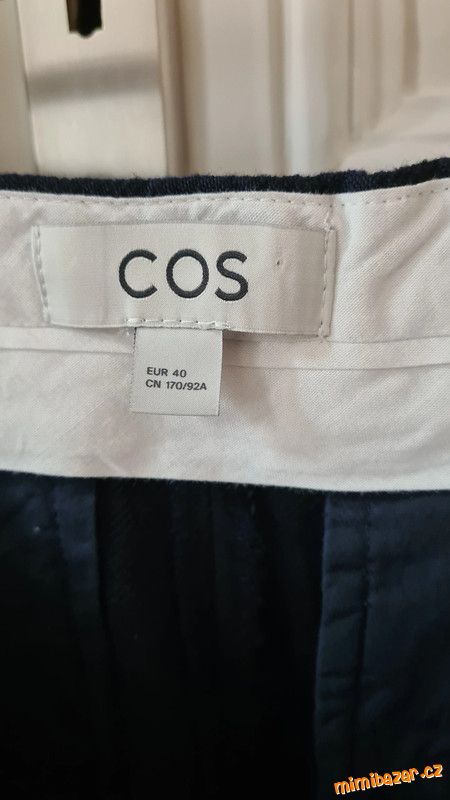 COS
EUR 40
CN 170/92A
mimibazar.cz